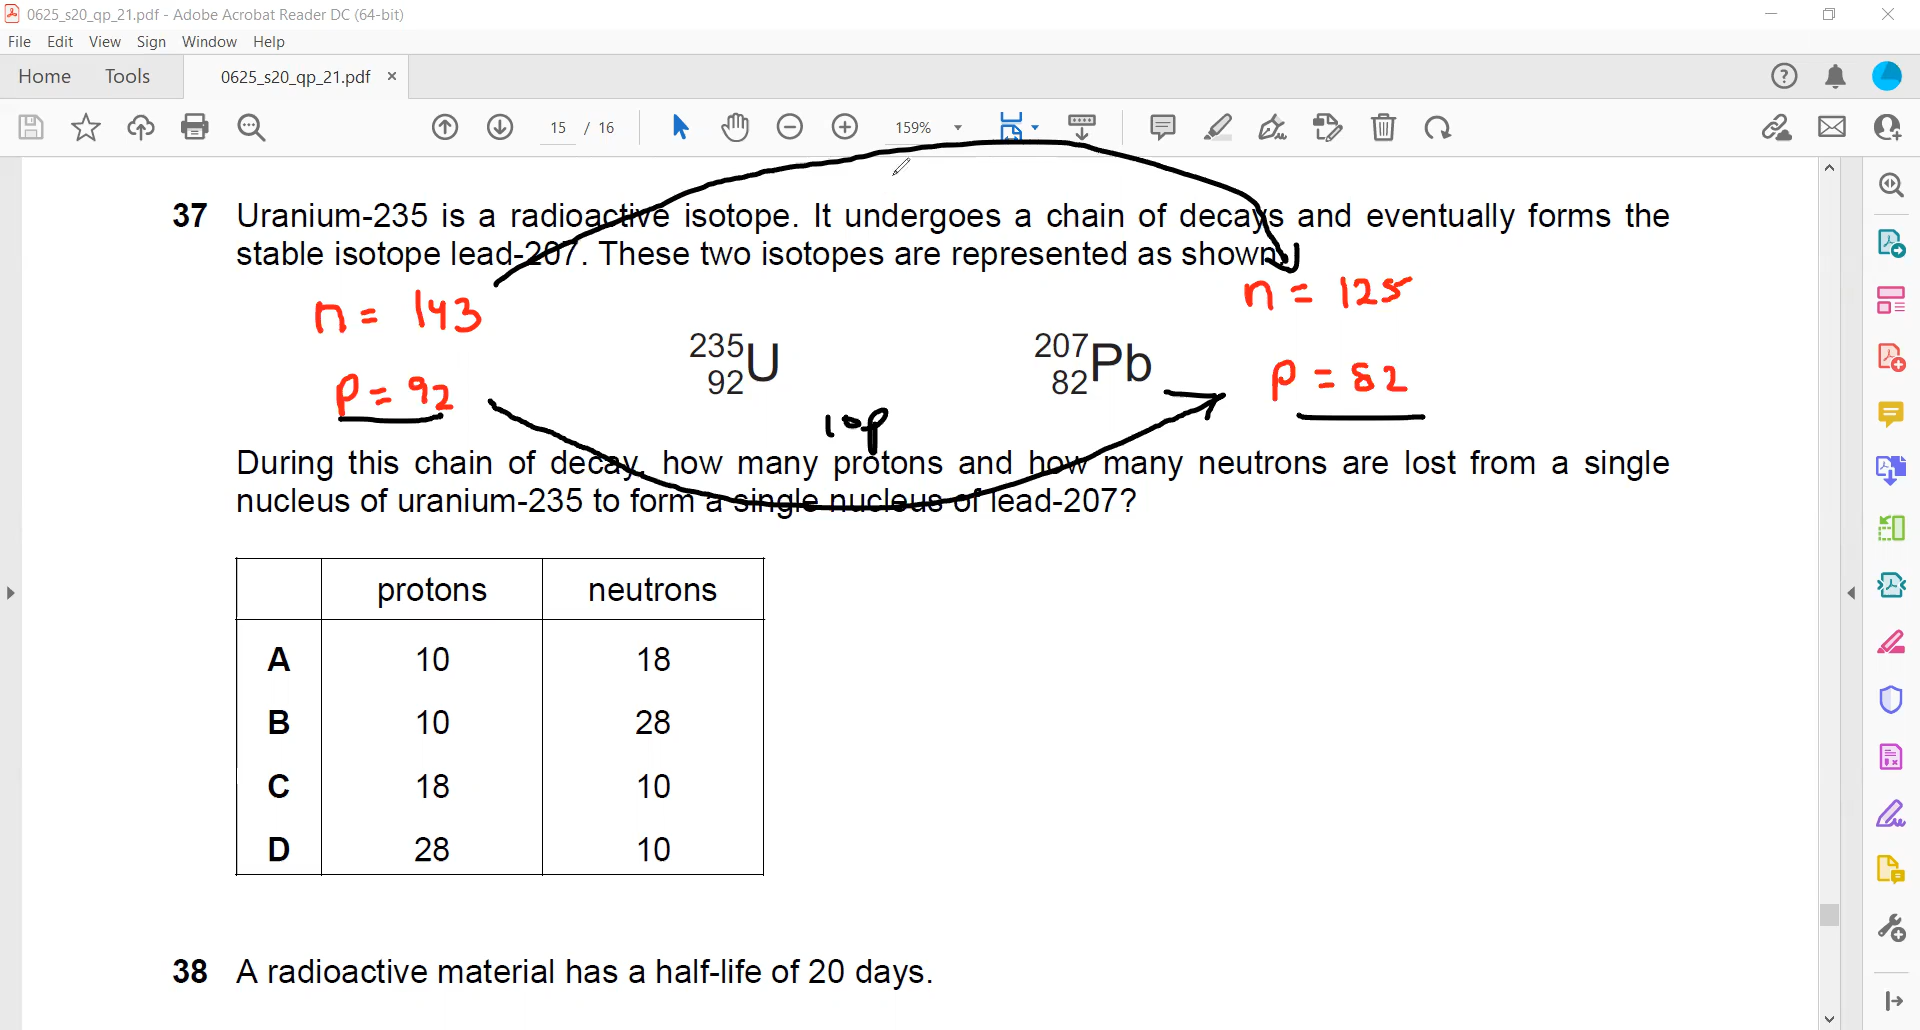 0625_s20_qp_21.pdf - Adobe Acrobat Reader DC (64-bit)
File Edit View Sign Window Help
Home Tools 0625_s20_qp_21.pdf ×
15 / 16 159%
37 Uranium-235 is a radioactive isotope. It undergoes a chain of decays and eventually forms the
stable isotope lead-207. These two isotopes are represented as shown.
n = 143 n = 125
235 92 U 207 82 Pb
p = 92 p = 82
10p
During this chain of decay, how many protons and how many neutrons are lost from a single
nucleus of uranium-235 to form a single nucleus of lead-207?
protons neutrons
A 10 18
B 10 28
C 18 10
D 28 10
38 A radioactive material has a half-life of 20 days.